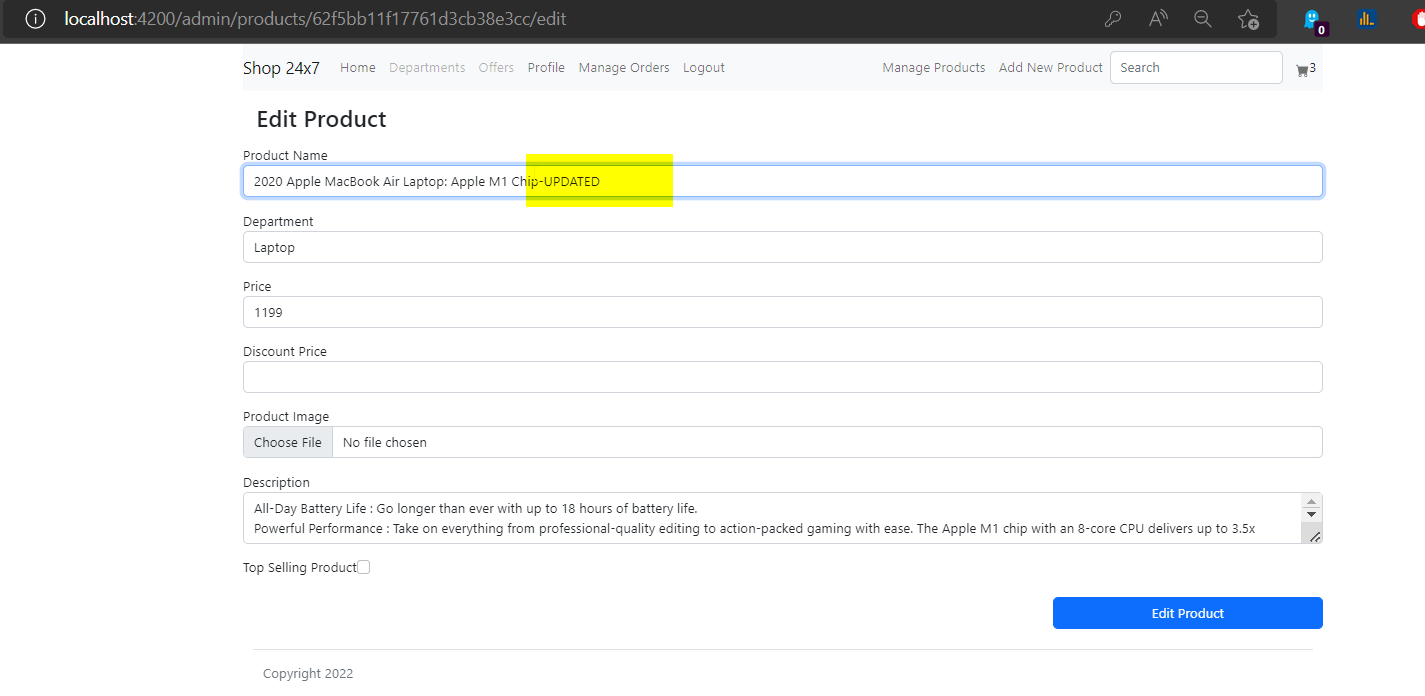 localhost:4200/admin/products/62f5bb11f17761d3cb38e3cc/edit
0
Shop 24x7 Home Departments Offers Profile Manage Orders Logout Manage Products Add New Product Search 3
Edit Product
Product Name
2020 Apple MacBook Air Laptop: Apple M1 Chip-UPDATED
Department
Laptop
Price
1199
Discount Price
Product Image
Choose File No file chosen
Description
All-Day Battery Life : Go longer than ever with up to 18 hours of battery life.
Powerful Performance : Take on everything from professional-quality editing to action-packed gaming with ease. The Apple M1 chip with an 8-core CPU delivers up to 3.5x
Top Selling Product
Edit Product
Copyright 2022